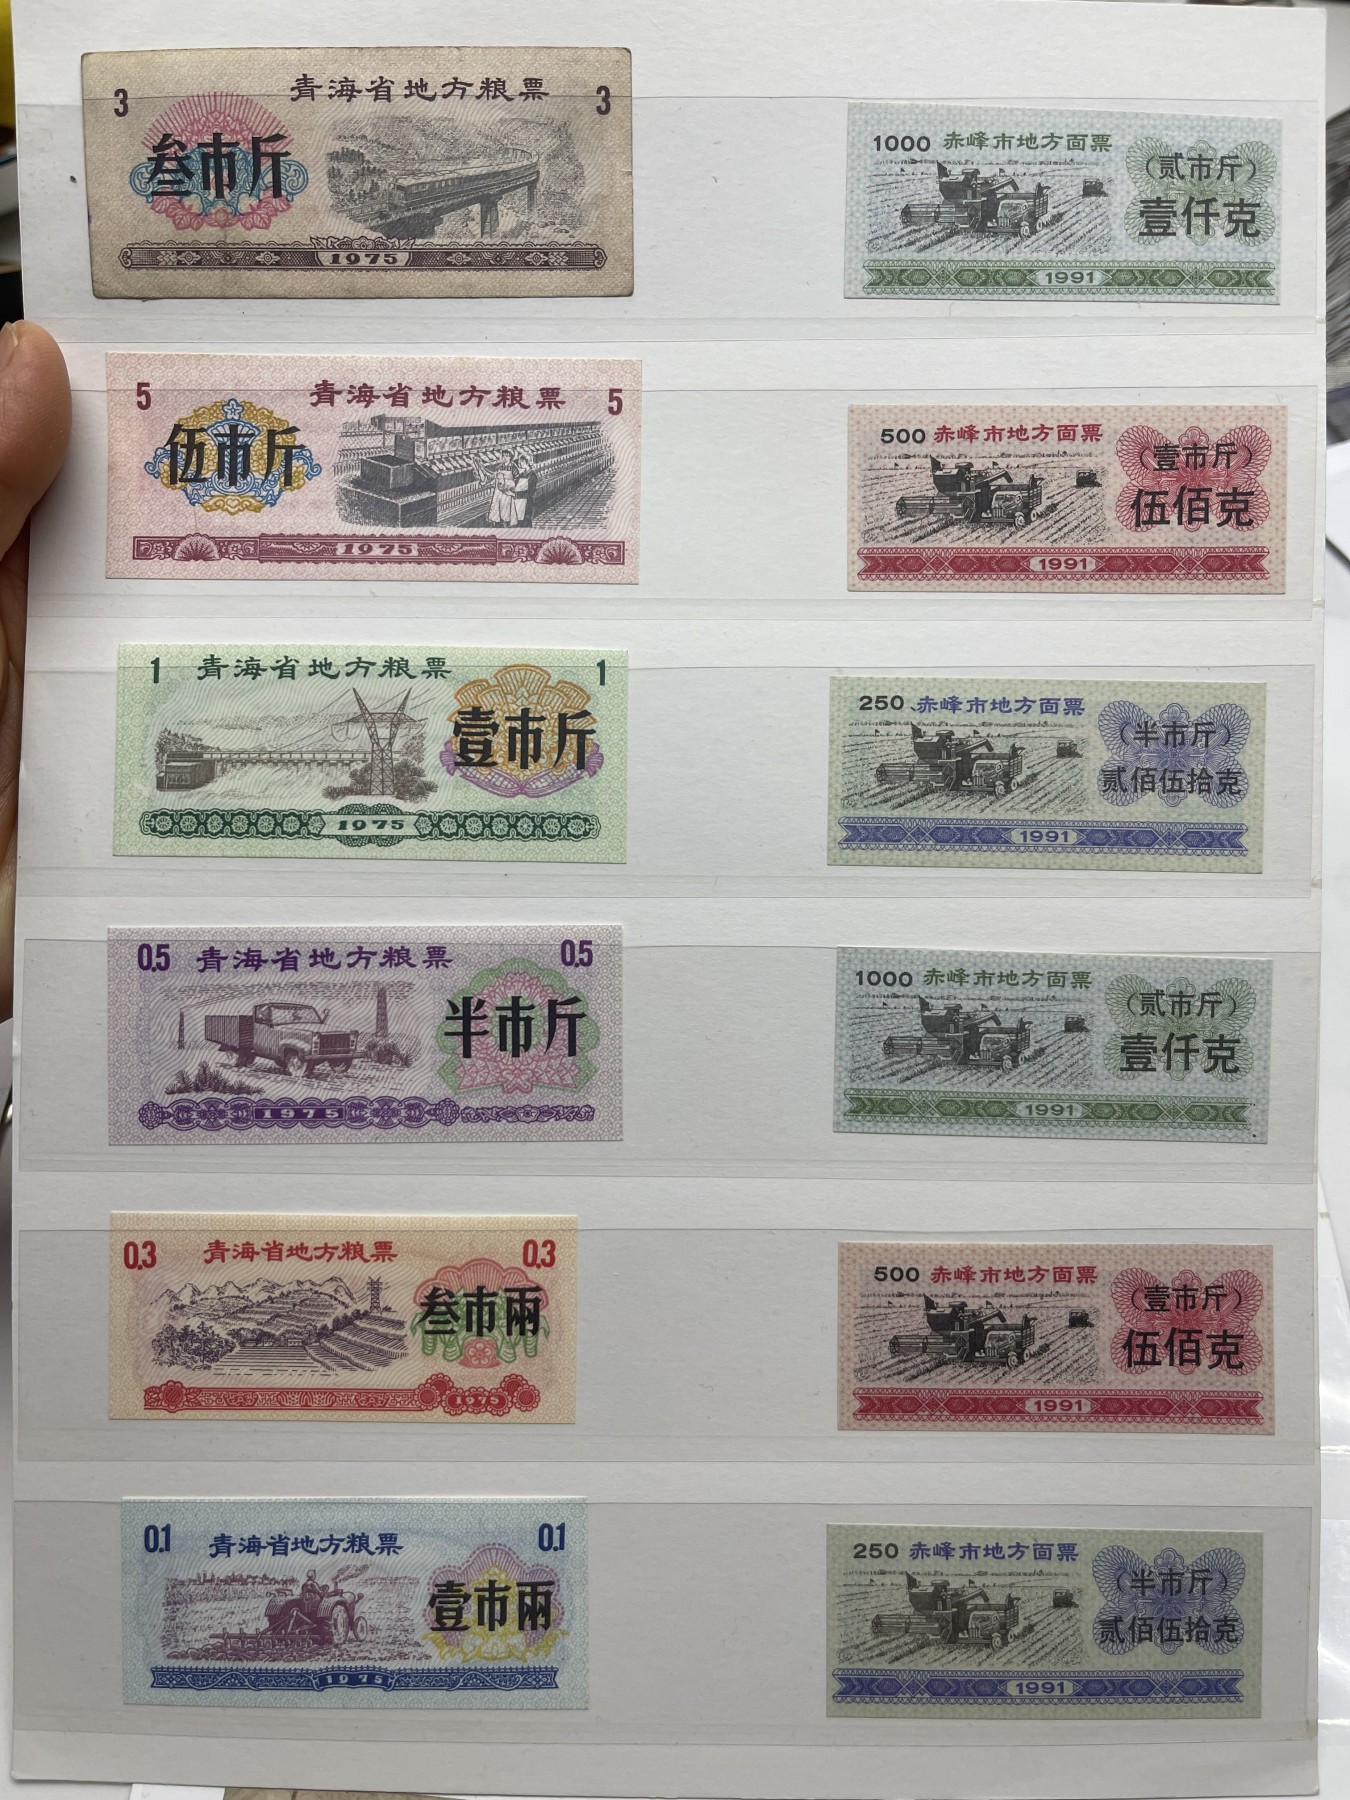 3 青海省地方粮票 3
叁市斤
1975
5 青海省地方粮票 5
伍市斤
1975
1 青海省地方粮票 1
壹市斤
1975
0.5 青海省地方粮票 0.5
半市斤
1975
0.3 青海省地方粮票 0.3
叁市兩
1975
0.1 青海省地方粮票 0.1
壹市兩
1975
1000 赤峰市地方面票
(贰市斤)
壹仟克
1991
500 赤峰市地方面票
(壹市斤)
伍佰克
1991
250 赤峰市地方面票
(半市斤)
贰佰伍拾克
1991
1000 赤峰市地方面票
(贰市斤)
壹仟克
1991
500 赤峰市地方面票
(壹市斤)
伍佰克
1991
250 赤峰市地方面票
(半市斤)
贰佰伍拾克
1991